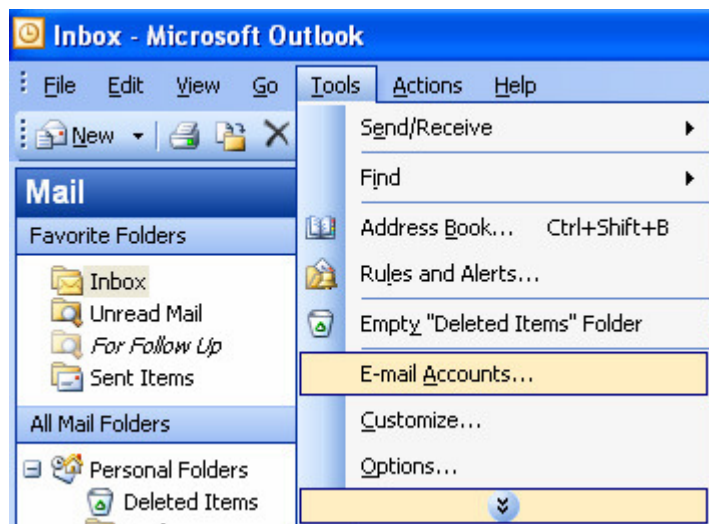 Inbox - Microsoft Outlook
File Edit View Go Tools Actions Help
New
Send/Receive
Find
Address Book... Ctrl+Shift+B
Rules and Alerts...
Empty "Deleted Items" Folder
E-mail Accounts...
Customize...
Options...
Mail
Favorite Folders
Inbox
Unread Mail
For Follow Up
Sent Items
All Mail Folders
Personal Folders
Deleted Items